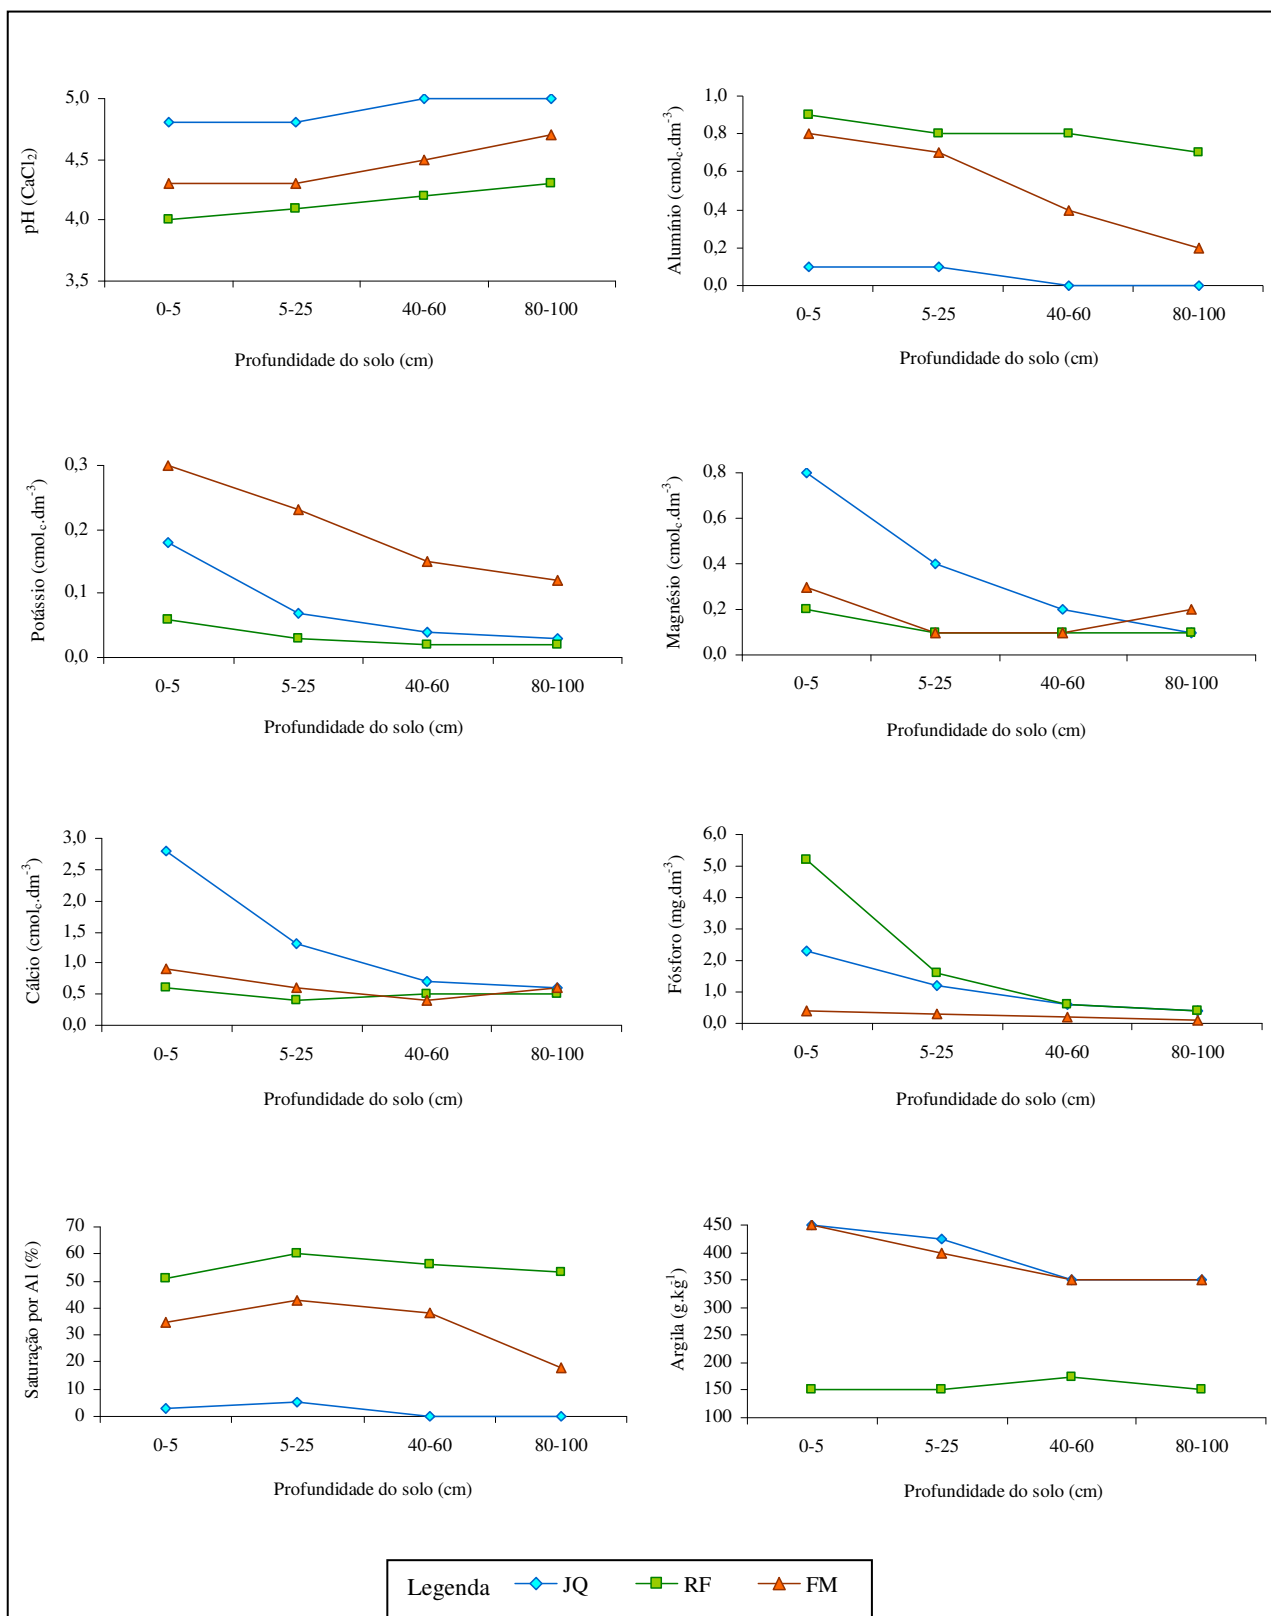 pH (CaCl₂)
5,0
4,5
4,0
3,5
0-5 5-25 40-60 80-100
Profundidade do solo (cm)
Alumínio (cmolc.dm⁻³)
1,0
0,8
0,6
0,4
0,2
0,0
0-5 5-25 40-60 80-100
Profundidade do solo (cm)
Potássio (cmolc.dm⁻³)
0,3
0,2
0,1
0,0
0-5 5-25 40-60 80-100
Profundidade do solo (cm)
Magnésio (cmolc.dm⁻³)
0,8
0,6
0,4
0,2
0,0
0-5 5-25 40-60 80-100
Profundidade do solo (cm)
Cálcio (cmolc.dm⁻³)
3,0
2,5
2,0
1,5
1,0
0,5
0,0
0-5 5-25 40-60 80-100
Profundidade do solo (cm)
Fósforo (mg.dm⁻³)
6,0
5,0
4,0
3,0
2,0
1,0
0,0
0-5 5-25 40-60 80-100
Profundidade do solo (cm)
Saturação por Al (%)
70
60
50
40
30
20
10
0
0-5 5-25 40-60 80-100
Profundidade do solo (cm)
Argila (g.kg⁻¹)
450
400
350
300
250
200
150
100
0-5 5-25 40-60 80-100
Profundidade do solo (cm)
Legenda JQ RF FM